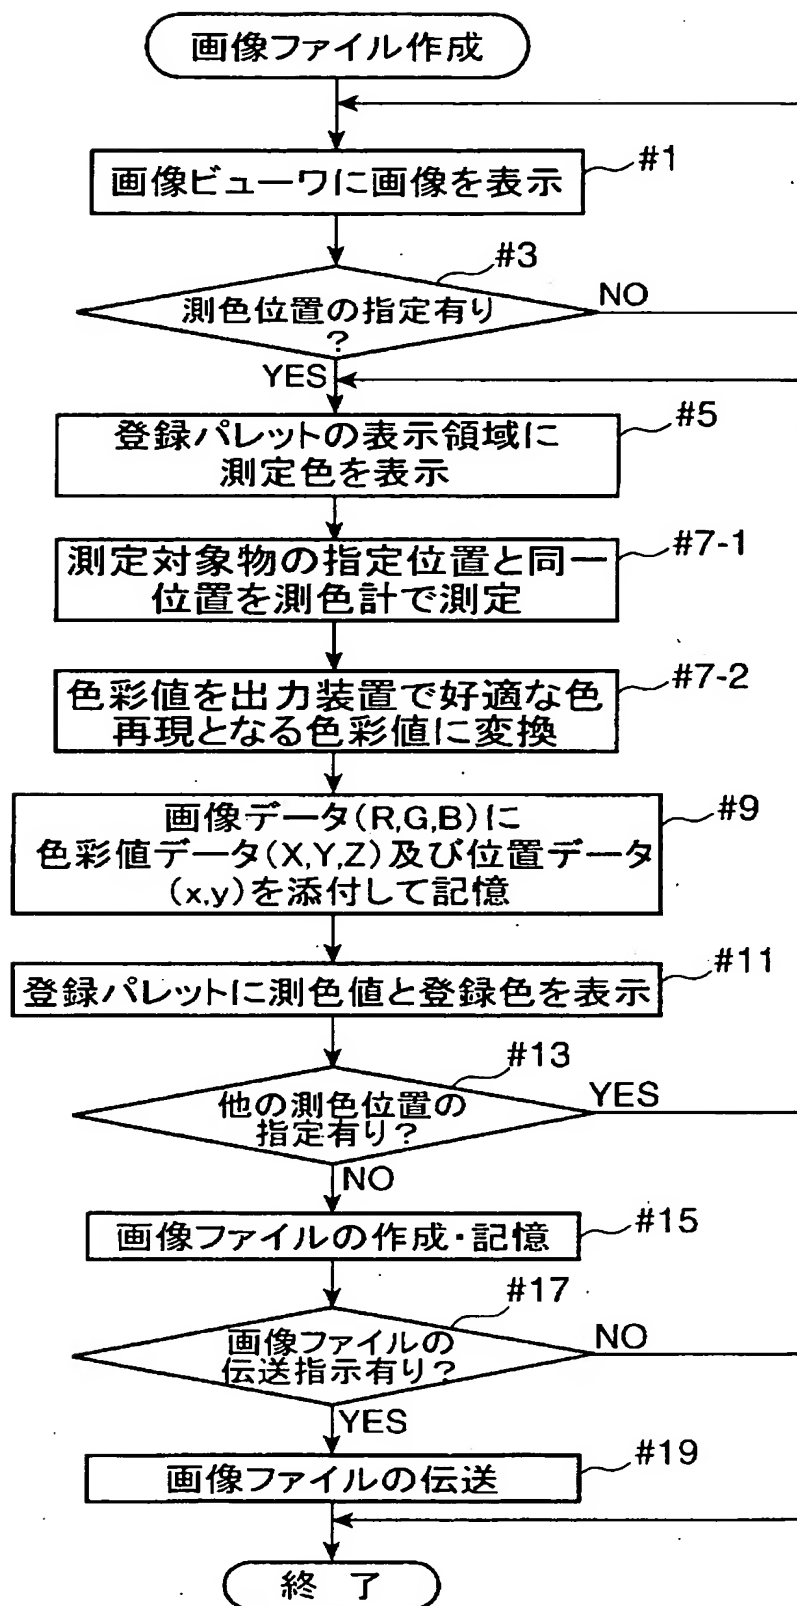 画像ファイル作成
画像ビューワに画像を表示
#1
#3
測色位置の指定有り
?
NO
YES
登録パレットの表示領域に
測定色を表示
#5
測定対象物の指定位置と同一
位置を測色計で測定
#7-1
色彩値を出力装置で好適な色
再現となる色彩値に変換
#7-2
画像データ(R,G,B)に
色彩値データ(X,Y,Z)及び位置データ
(x,y)を添付して記憶
#9
登録パレットに測色値と登録色を表示
#11
#13
他の測色位置の
指定有り?
YES
NO
画像ファイルの作成・記憶
#15
#17
画像ファイルの
伝送指示有り?
NO
YES
画像ファイルの伝送
#19
終 了